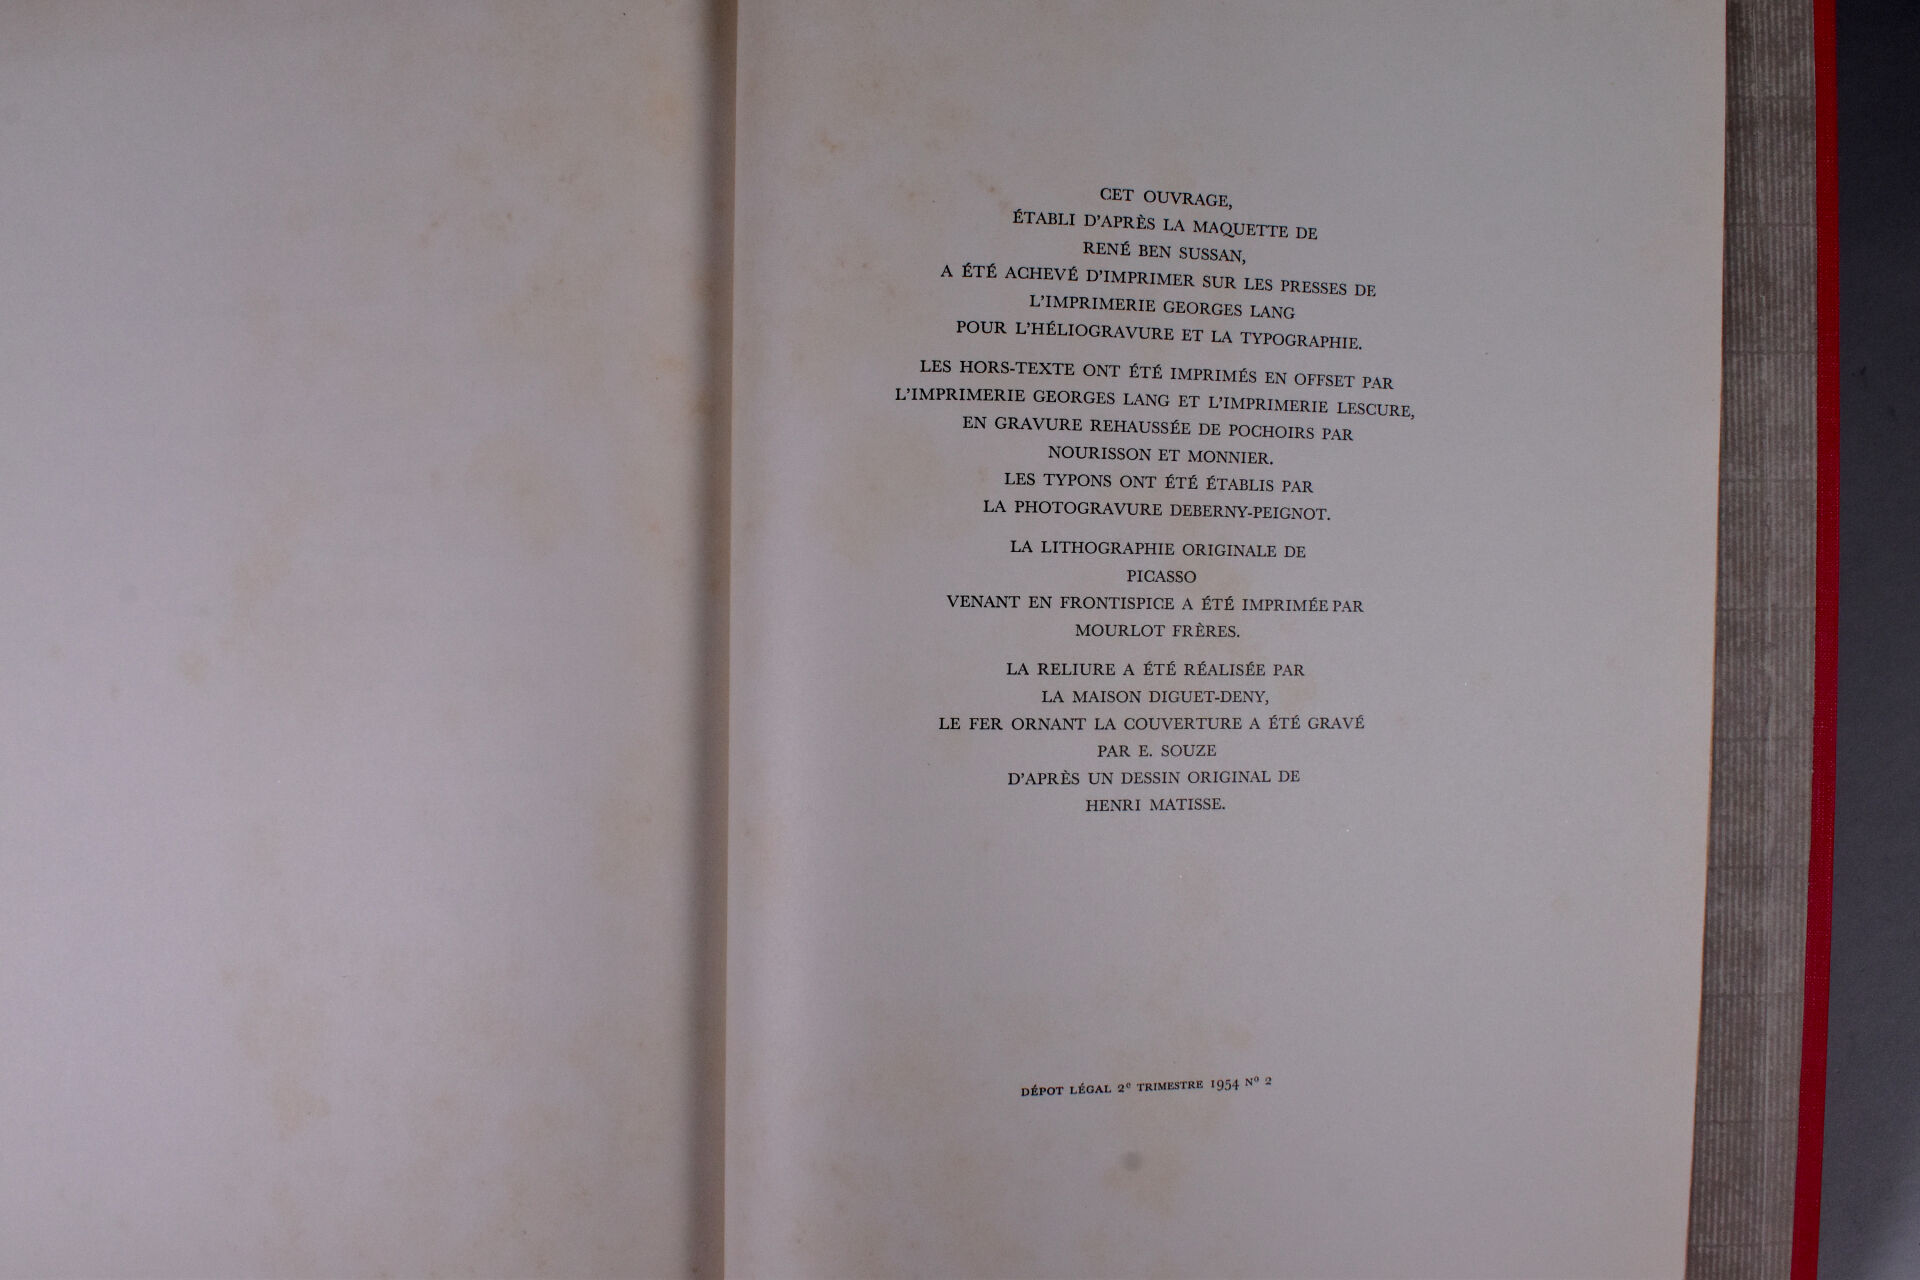 CET OUVRAGE,
ÉTABLI D'APRÈS LA MAQUETTE DE
RENÉ BEN SUSSAN,
A ÉTÉ ACHEVÉ D'IMPRIMER SUR LES PRESSES DE
L'IMPRIMERIE GEORGES LANG
POUR L'HÉLIOGRAVURE ET LA TYPOGRAPHIE.
LES HORS-TEXTE ONT ÉTÉ IMPRIMÉS EN OFFSET PAR
L'IMPRIMERIE GEORGES LANG ET L'IMPRIMERIE LESCURE,
EN GRAVURE REHAUSSÉE DE POCHOIRS PAR
NOURISSON ET MONNIER.
LES TYPONS ONT ÉTÉ ÉTABLIS PAR
LA PHOTOGRAVURE DEBERNY-PEIGNOT.
LA LITHOGRAPHIE ORIGINALE DE
PICASSO
VENANT EN FRONTISPICE A ÉTÉ IMPRIMÉE PAR
MOURLOT FRÈRES.
LA RELIURE A ÉTÉ RÉALISÉE PAR
LA MAISON DIGUET-DENY,
LE FER ORNANT LA COUVERTURE A ÉTÉ GRAVÉ
PAR E. SOUZE
D'APRÈS UN DESSIN ORIGINAL DE
HENRI MATISSE.
DÉPOT LÉGAL 2e TRIMESTRE 1954 No 2